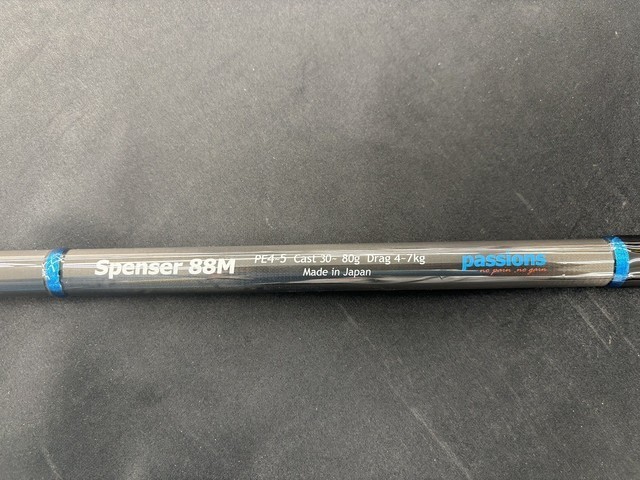 Spenser 88M
PE4-5 Cast 30~ 80g Drag 4~7kg
Made in Japan
passions
no pain .no gain